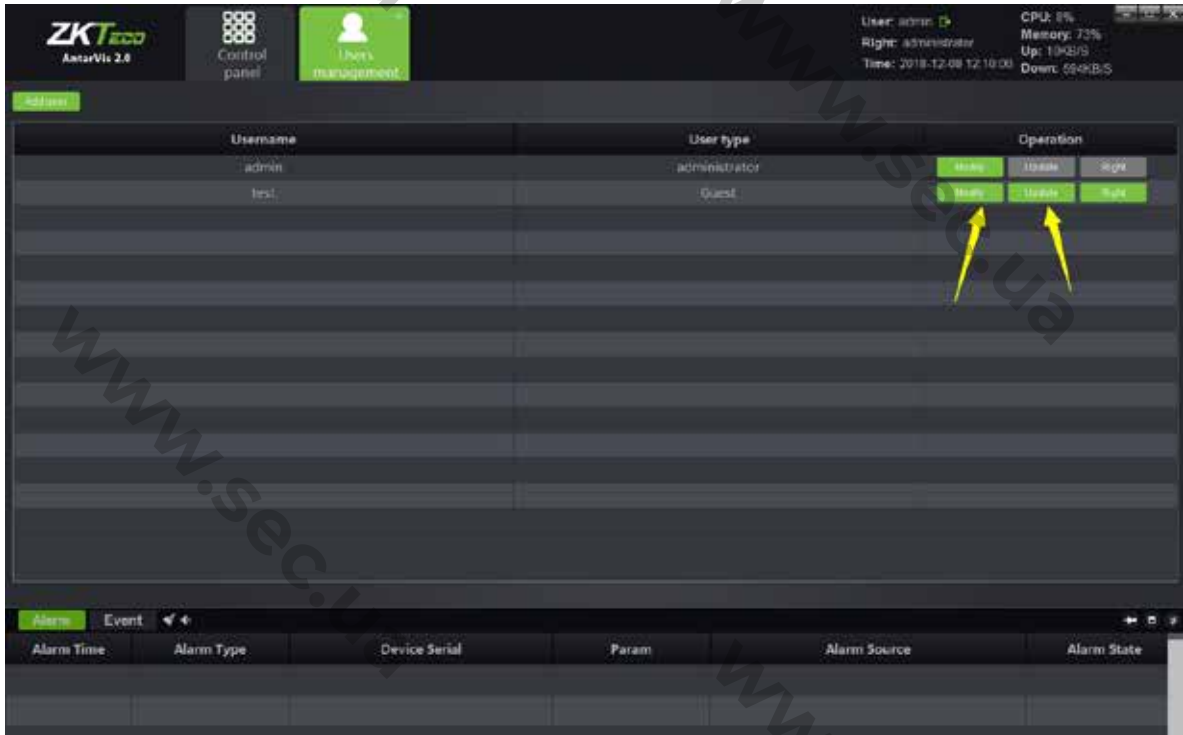 ZKTeco
AntarVis 2.0
Control
panel
Users
management
User: admin
Right: administrator
Time: 2018-12-08 12:10:00
CPU: 8%
Memory: 73%
Up: 10KB/S
Down: 594KB/S
Add user
Username User type Operation
admin administrator Modify Update Right
test Guest Modify Update Right
Alarm Event
Alarm Time Alarm Type Device Serial Param Alarm Source Alarm State
www.sec.ua
www.sec.ua